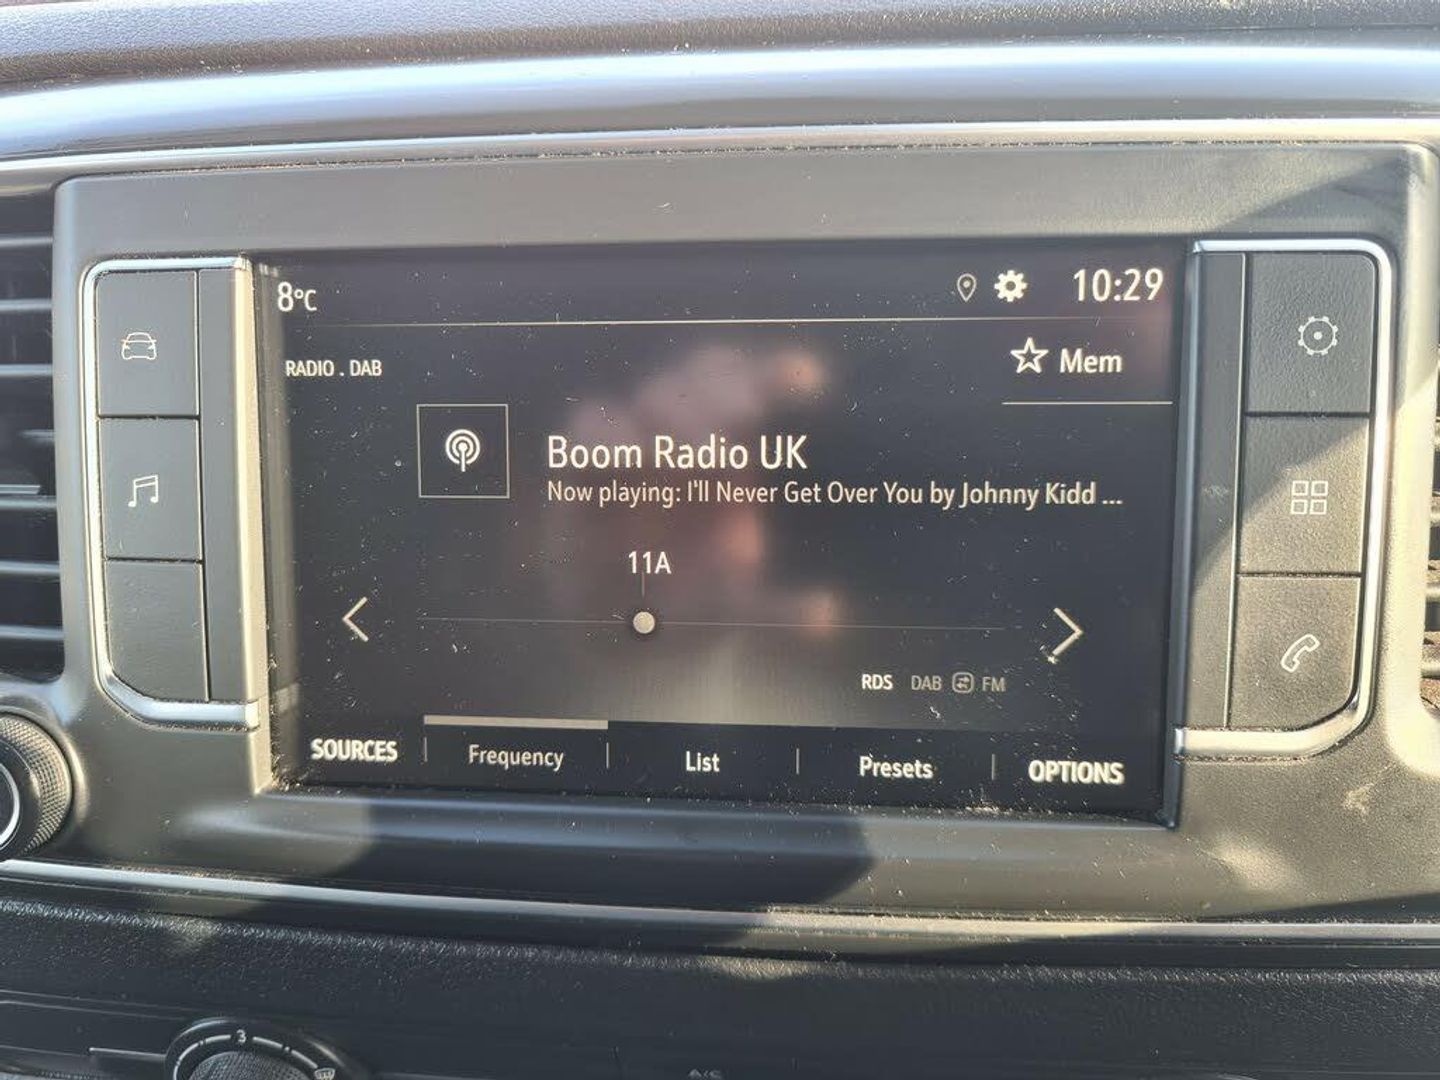 8°C
10:29
RADIO . DAB
Mem
Boom Radio UK
Now playing: I'll Never Get Over You by Johnny Kidd ...
11A
RDS DAB FM
SOURCES Frequency List Presets OPTIONS
3
A/C